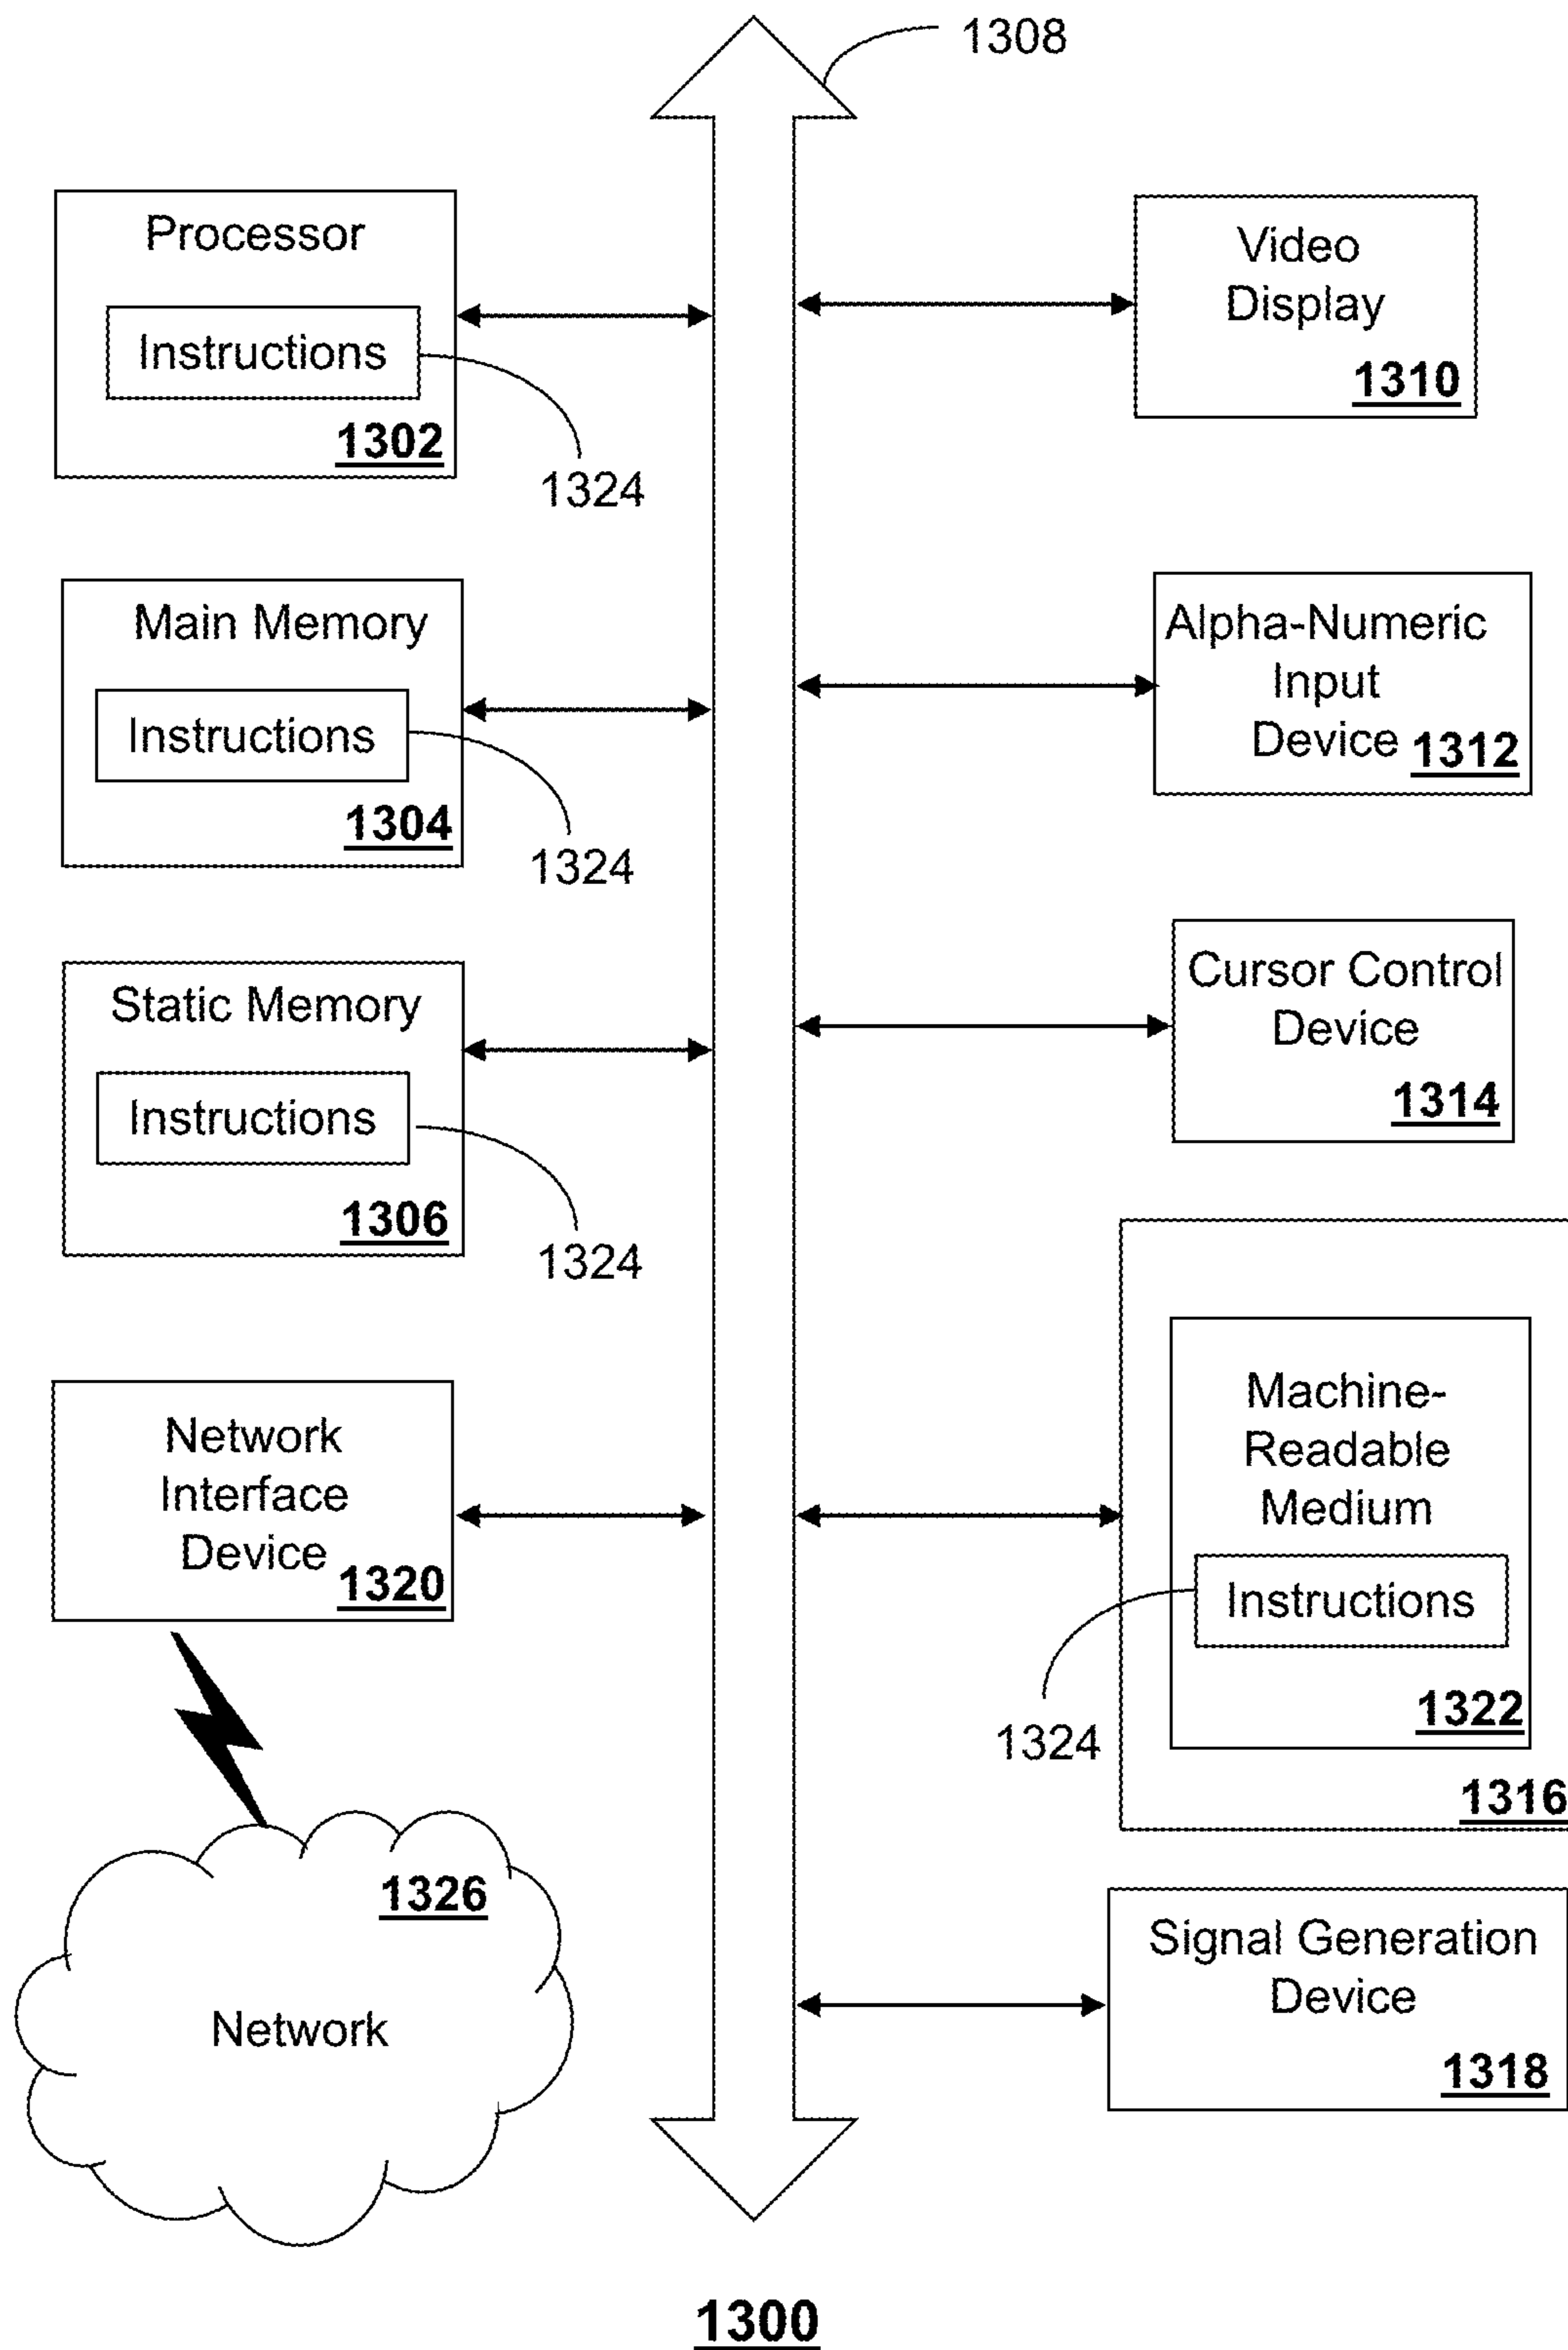 1308
Processor
Instructions
1302
1324
Main Memory
Instructions
1304
1324
Static Memory
Instructions
1306
1324
Network
Interface
Device
1320
1326
Network
Video
Display
1310
Alpha-Numeric
Input
Device 1312
Cursor Control
Device
1314
Machine-
Readable
Medium
Instructions
1322
1324
1316
Signal Generation
Device
1318
1300